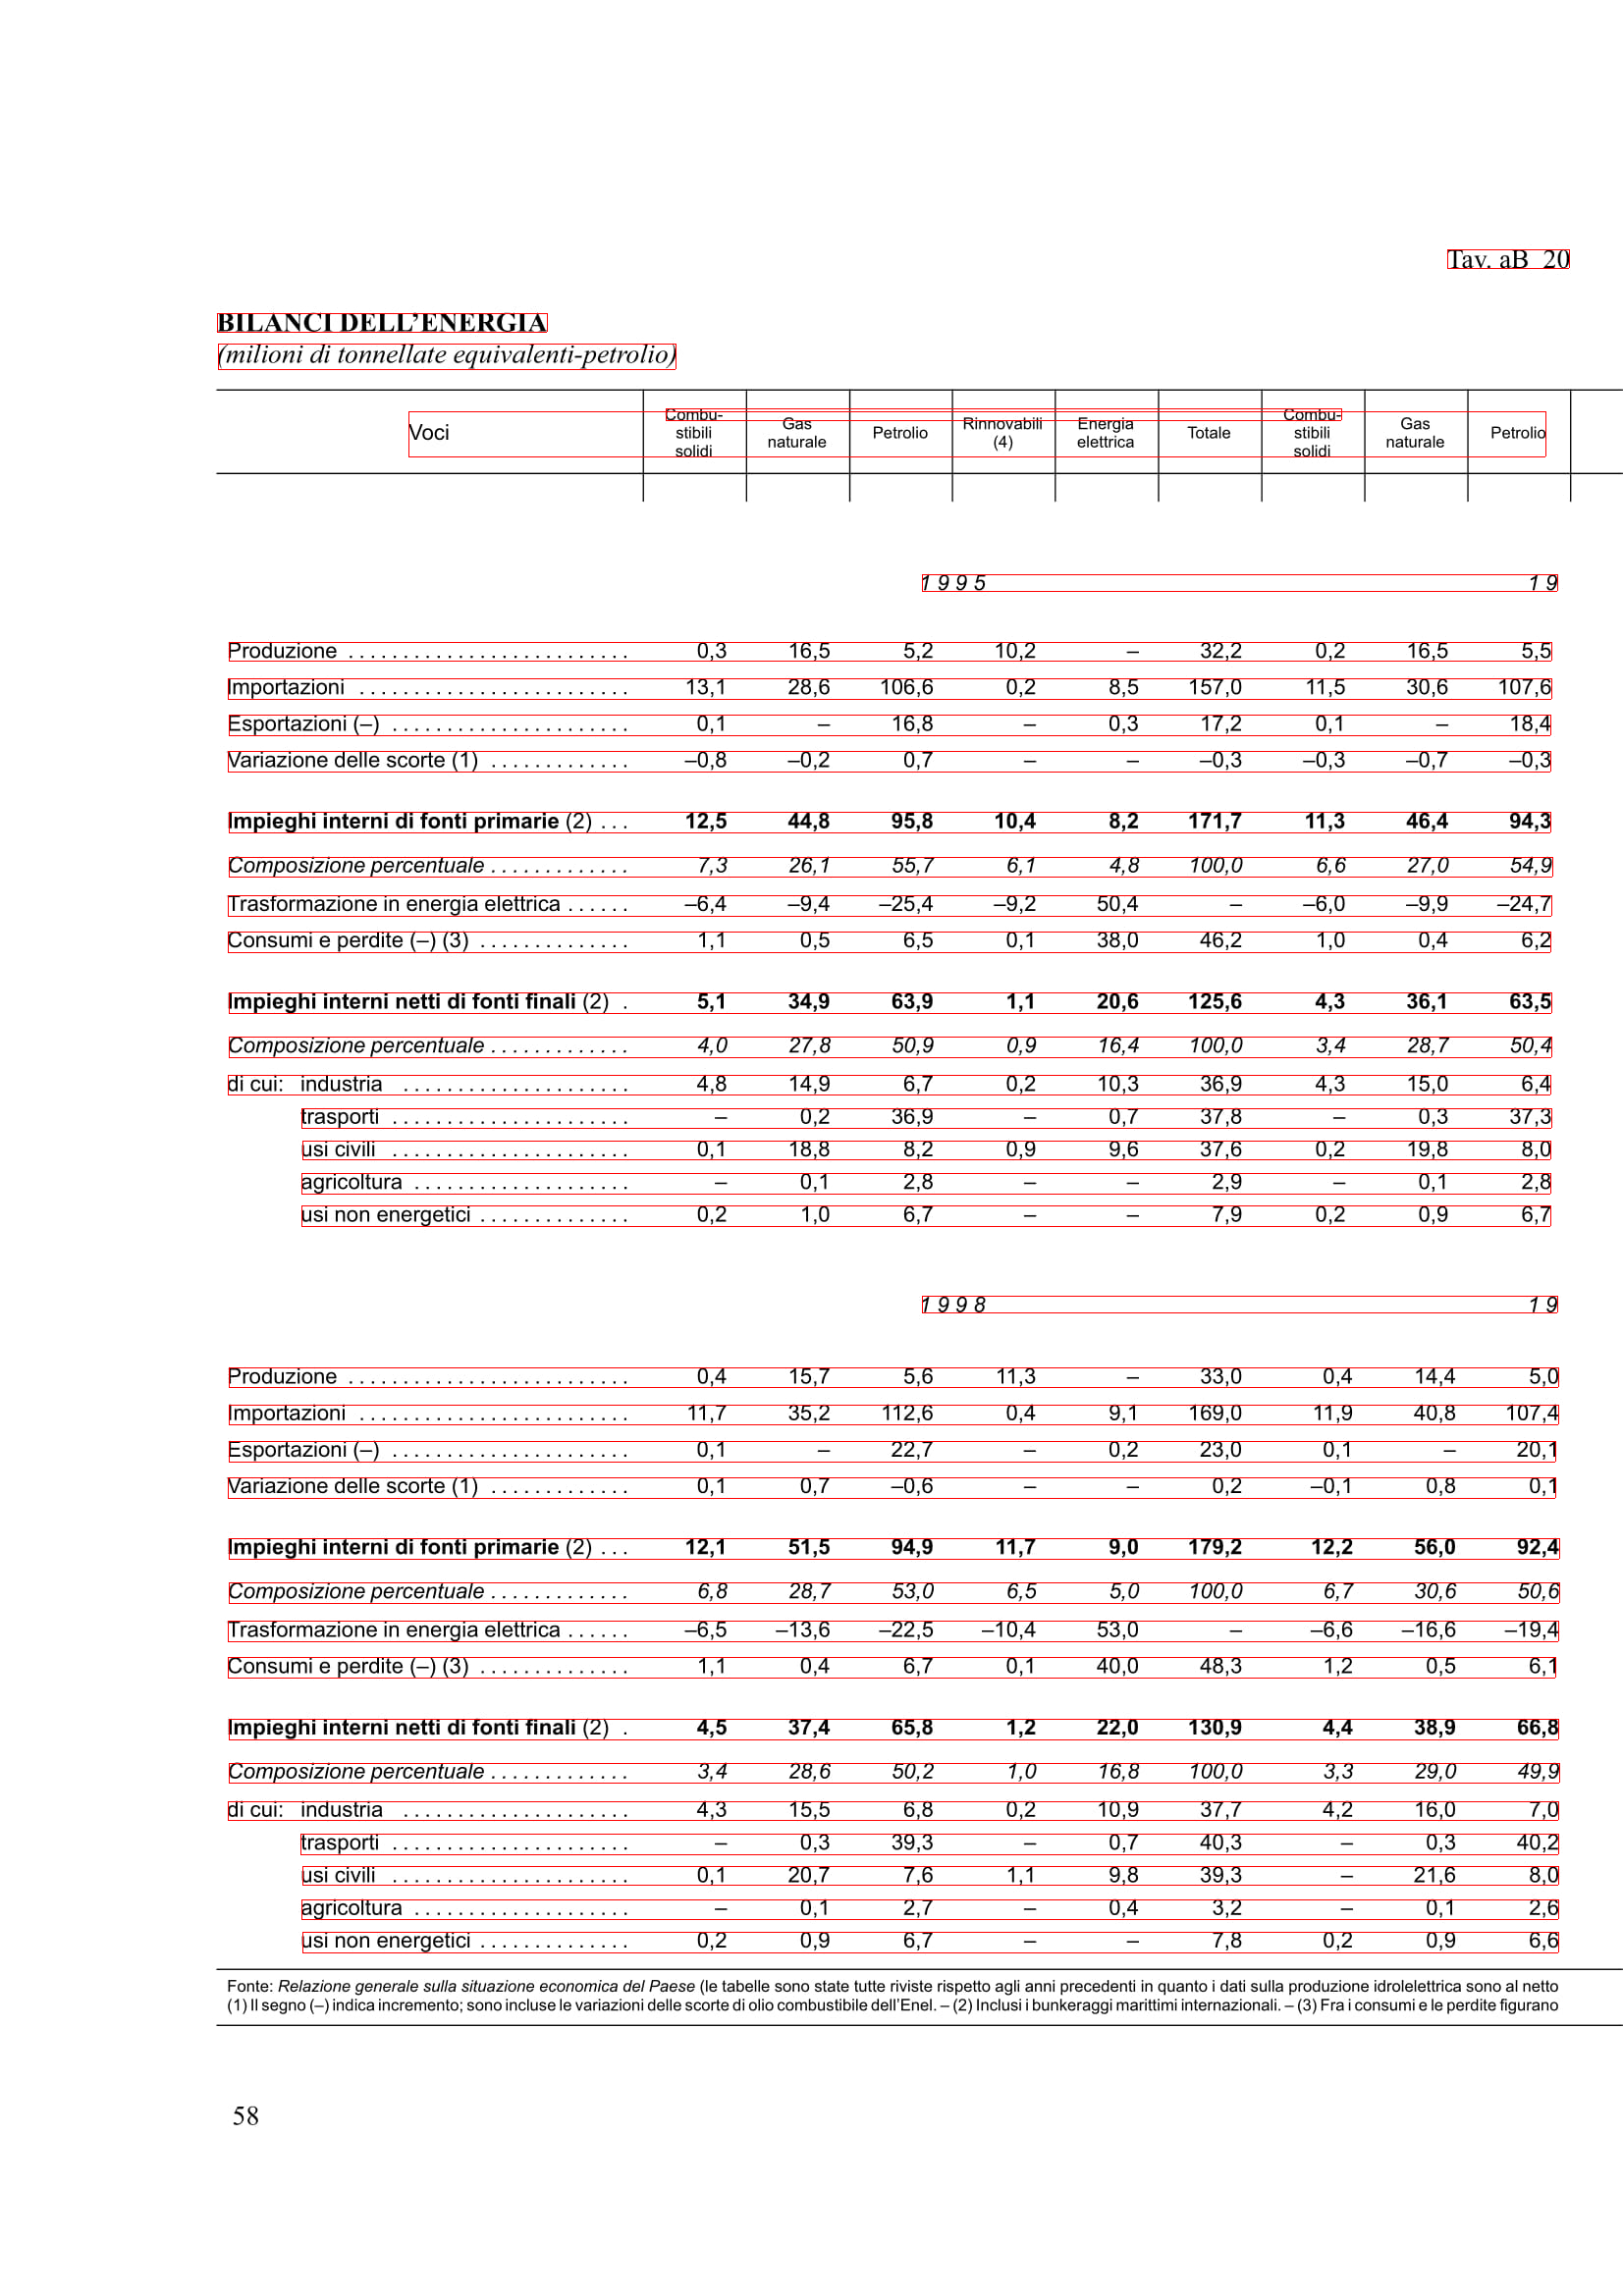 Tav. aB 20
BILANCI DELL’ENERGIA
(milioni di tonnellate equivalenti-petrolio)
Voci Combu-stibili solidi Gas naturale Petrolio Rinnovabili (4) Energia elettrica Totale Combu-stibili solidi Gas naturale Petrolio
1 9 9 5 1 9
Produzione . . . . . . . . . . . . . . . . . . . . . . . . . . 0,3 16,5 5,2 10,2 – 32,2 0,2 16,5 5,5
Importazioni . . . . . . . . . . . . . . . . . . . . . . . . . 13,1 28,6 106,6 0,2 8,5 157,0 11,5 30,6 107,6
Esportazioni (–) . . . . . . . . . . . . . . . . . . . . . . 0,1 – 16,8 – 0,3 17,2 0,1 – 18,4
Variazione delle scorte (1) . . . . . . . . . . . . . –0,8 –0,2 0,7 – – –0,3 –0,3 –0,7 –0,3
Impieghi interni di fonti primarie (2) . . . 12,5 44,8 95,8 10,4 8,2 171,7 11,3 46,4 94,3
Composizione percentuale . . . . . . . . . . . . . 7,3 26,1 55,7 6,1 4,8 100,0 6,6 27,0 54,9
Trasformazione in energia elettrica . . . . . . –6,4 –9,4 –25,4 –9,2 50,4 – –6,0 –9,9 –24,7
Consumi e perdite (–) (3) . . . . . . . . . . . . . . 1,1 0,5 6,5 0,1 38,0 46,2 1,0 0,4 6,2
Impieghi interni netti di fonti finali (2) . 5,1 34,9 63,9 1,1 20,6 125,6 4,3 36,1 63,5
Composizione percentuale . . . . . . . . . . . . . 4,0 27,8 50,9 0,9 16,4 100,0 3,4 28,7 50,4
di cui: industria . . . . . . . . . . . . . . . . . . . . . 4,8 14,9 6,7 0,2 10,3 36,9 4,3 15,0 6,4
trasporti . . . . . . . . . . . . . . . . . . . . . . – 0,2 36,9 – 0,7 37,8 – 0,3 37,3
usi civili . . . . . . . . . . . . . . . . . . . . . . 0,1 18,8 8,2 0,9 9,6 37,6 0,2 19,8 8,0
agricoltura . . . . . . . . . . . . . . . . . . . . – 0,1 2,8 – – 2,9 – 0,1 2,8
usi non energetici . . . . . . . . . . . . . . 0,2 1,0 6,7 – – 7,9 0,2 0,9 6,7
1 9 9 8 1 9
Produzione . . . . . . . . . . . . . . . . . . . . . . . . . . 0,4 15,7 5,6 11,3 – 33,0 0,4 14,4 5,0
Importazioni . . . . . . . . . . . . . . . . . . . . . . . . . 11,7 35,2 112,6 0,4 9,1 169,0 11,9 40,8 107,4
Esportazioni (–) . . . . . . . . . . . . . . . . . . . . . . 0,1 – 22,7 – 0,2 23,0 0,1 – 20,1
Variazione delle scorte (1) . . . . . . . . . . . . . 0,1 0,7 –0,6 – – 0,2 –0,1 0,8 0,1
Impieghi interni di fonti primarie (2) . . . 12,1 51,5 94,9 11,7 9,0 179,2 12,2 56,0 92,4
Composizione percentuale . . . . . . . . . . . . . 6,8 28,7 53,0 6,5 5,0 100,0 6,7 30,6 50,6
Trasformazione in energia elettrica . . . . . . –6,5 –13,6 –22,5 –10,4 53,0 – –6,6 –16,6 –19,4
Consumi e perdite (–) (3) . . . . . . . . . . . . . . 1,1 0,4 6,7 0,1 40,0 48,3 1,2 0,5 6,1
Impieghi interni netti di fonti finali (2) . 4,5 37,4 65,8 1,2 22,0 130,9 4,4 38,9 66,8
Composizione percentuale . . . . . . . . . . . . . 3,4 28,6 50,2 1,0 16,8 100,0 3,3 29,0 49,9
di cui: industria . . . . . . . . . . . . . . . . . . . . . 4,3 15,5 6,8 0,2 10,9 37,7 4,2 16,0 7,0
trasporti . . . . . . . . . . . . . . . . . . . . . . – 0,3 39,3 – 0,7 40,3 – 0,3 40,2
usi civili . . . . . . . . . . . . . . . . . . . . . . 0,1 20,7 7,6 1,1 9,8 39,3 – 21,6 8,0
agricoltura . . . . . . . . . . . . . . . . . . . . – 0,1 2,7 – 0,4 3,2 – 0,1 2,6
usi non energetici . . . . . . . . . . . . . . 0,2 0,9 6,7 – – 7,8 0,2 0,9 6,6
Fonte: Relazione generale sulla situazione economica del Paese (le tabelle sono state tutte riviste rispetto agli anni precedenti in quanto i dati sulla produzione idrolelettrica sono al netto
(1) Il segno (–) indica incremento; sono incluse le variazioni delle scorte di olio combustibile dell’Enel. – (2) Inclusi i bunkeraggi marittimi internazionali. – (3) Fra i consumi e le perdite figurano
58